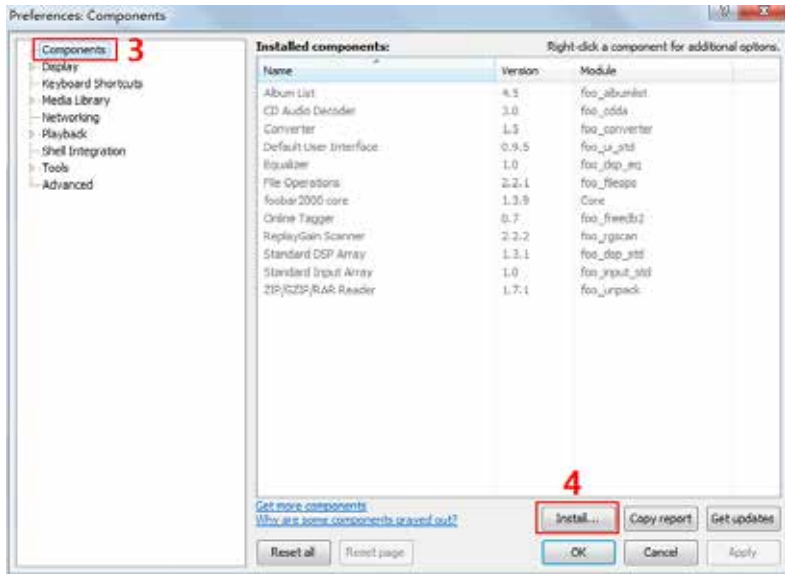 Preferences: Components
Components 3
Display
Keyboard Shortcuts
Media Library
Networking
Playback
Shell Integration
Tools
Advanced
Installed components: Right-click a component for additional options.
Name Version Module
Album List 4.5 foo_albumlist
CD Audio Decoder 3.0 foo_cdda
Converter 1.5 foo_converter
Default User Interface 0.9.5 foo_ui_std
Equalizer 1.0 foo_dsp_eq
File Operations 2.2.1 foo_fileops
foobar2000 core 1.3.9 Core
Online Tagger 0.7 foo_freedb2
ReplayGain Scanner 2.2.2 foo_rgscan
Standard DSP Array 1.3.1 foo_dsp_std
Standard Input Array 1.0 foo_input_std
ZIP/GZIP/RAR Reader 1.7.1 foo_unpack
4
Get more components
Why are some components grayed out?
Install... Copy report Get updates
Reset all Reset page OK Cancel Apply